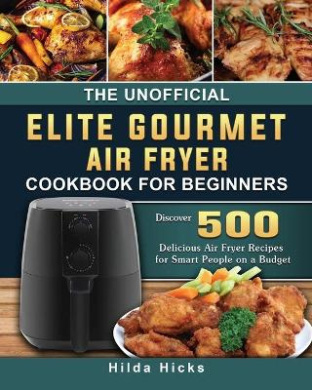 THE UNOFFICIAL
ELITE GOURMET
AIR FRYER
COOKBOOK FOR BEGINNERS
Discover 500
Delicious Air Fryer Recipes
for Smart People on a Budget
Hilda Hicks